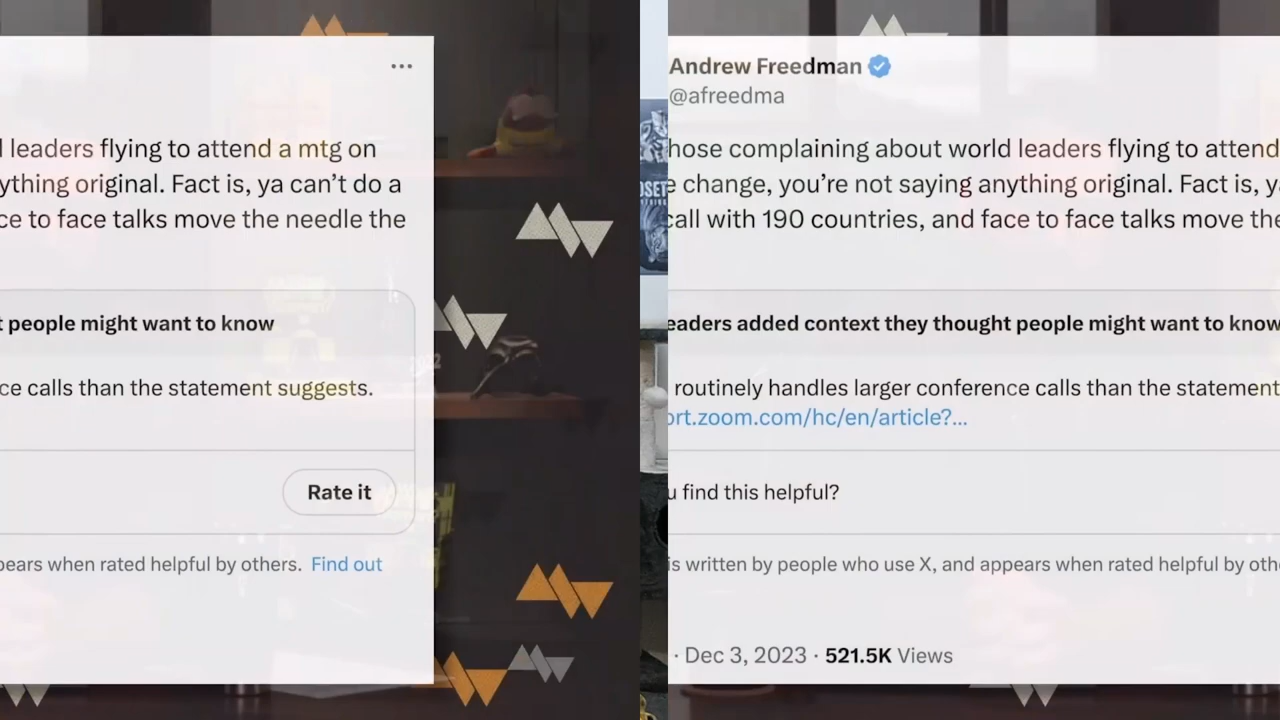 ...
leaders flying to attend a mtg on
ything original. Fact is, ya can’t do a
ce to face talks move the needle the
t people might want to know
ce calls than the statement suggests.
Rate it
pears when rated helpful by others. Find out
Andrew Freedman
@afreedma
hose complaining about world leaders flying to attend
e change, you’re not saying anything original. Fact is, y
call with 190 countries, and face to face talks move the
eaders added context they thought people might want to know
routinely handles larger conference calls than the statement
ort.zoom.com/hc/en/article?...
u find this helpful?
is written by people who use X, and appears when rated helpful by oth
· Dec 3, 2023 · 521.5K Views